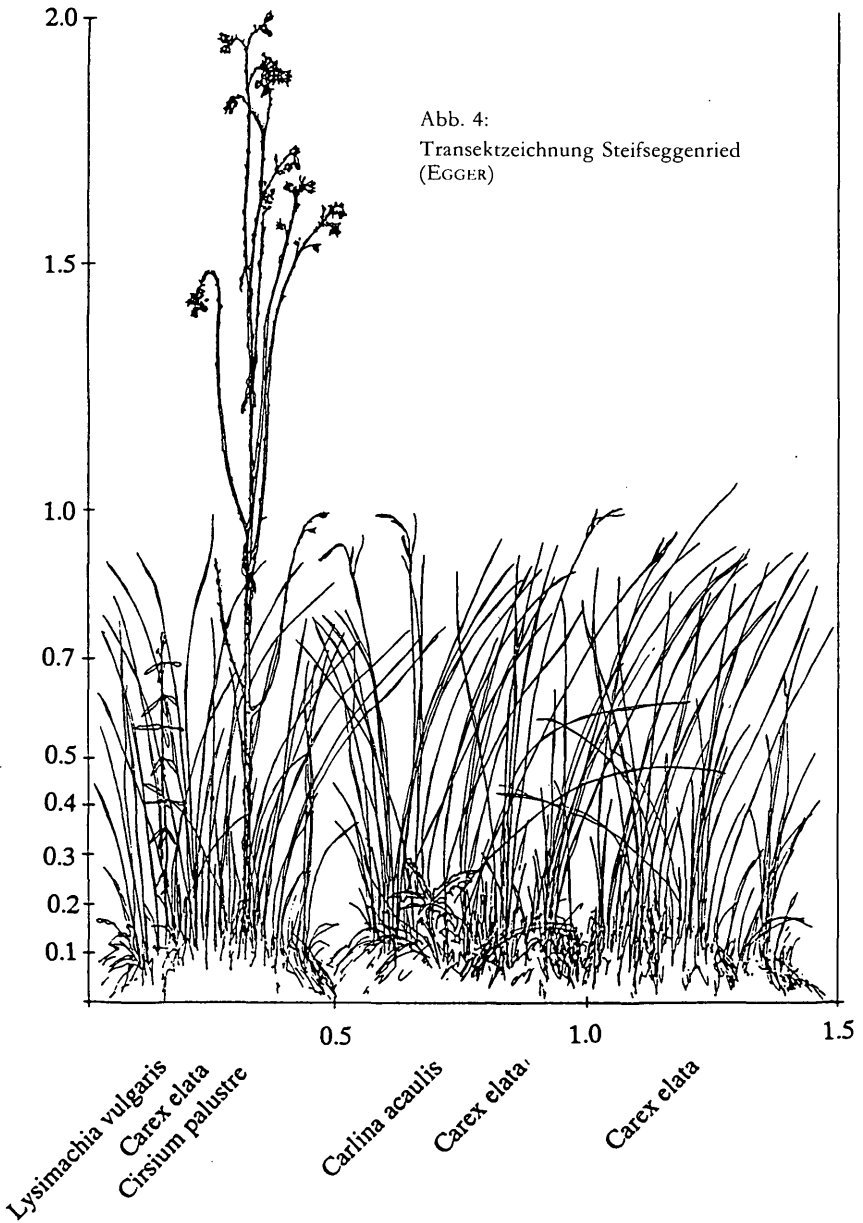 2.0
Abb. 4:
Transektzeichnung Steifseggenried
(EGGER)
1.5
1.0
0.7
0.5
0.4
0.3
0.2
0.1
0.5
1.0
1.5
Lysimachia vulgaris
Carex elata
Cirsium palustre
Carlina acaulis
Carex elata
Carex elata